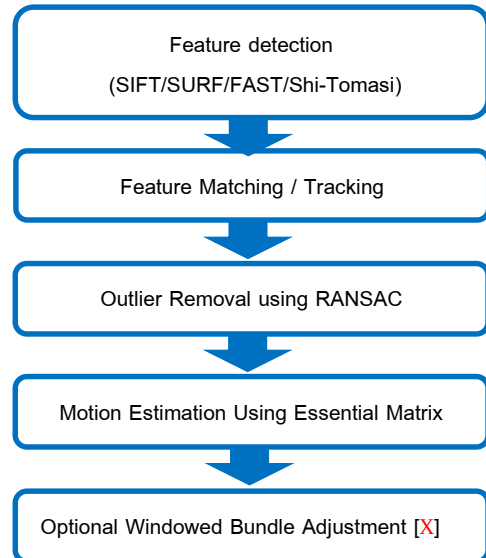 Feature detection
(SIFT/SURF/FAST/Shi-Tomasi)
Feature Matching / Tracking
Outlier Removal using RANSAC
Motion Estimation Using Essential Matrix
Optional Windowed Bundle Adjustment [X]